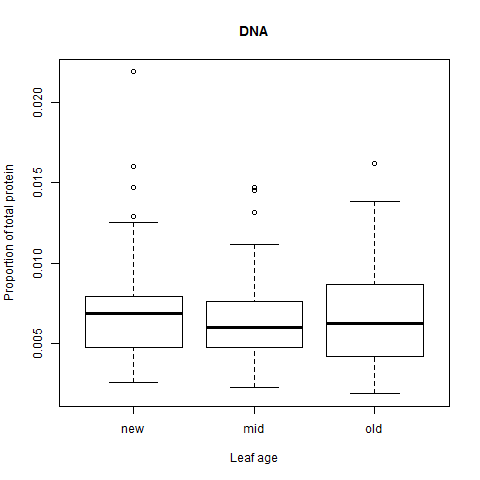 DNA
Proportion of total protein
0.020
0.015
0.010
0.005
new mid old
Leaf age